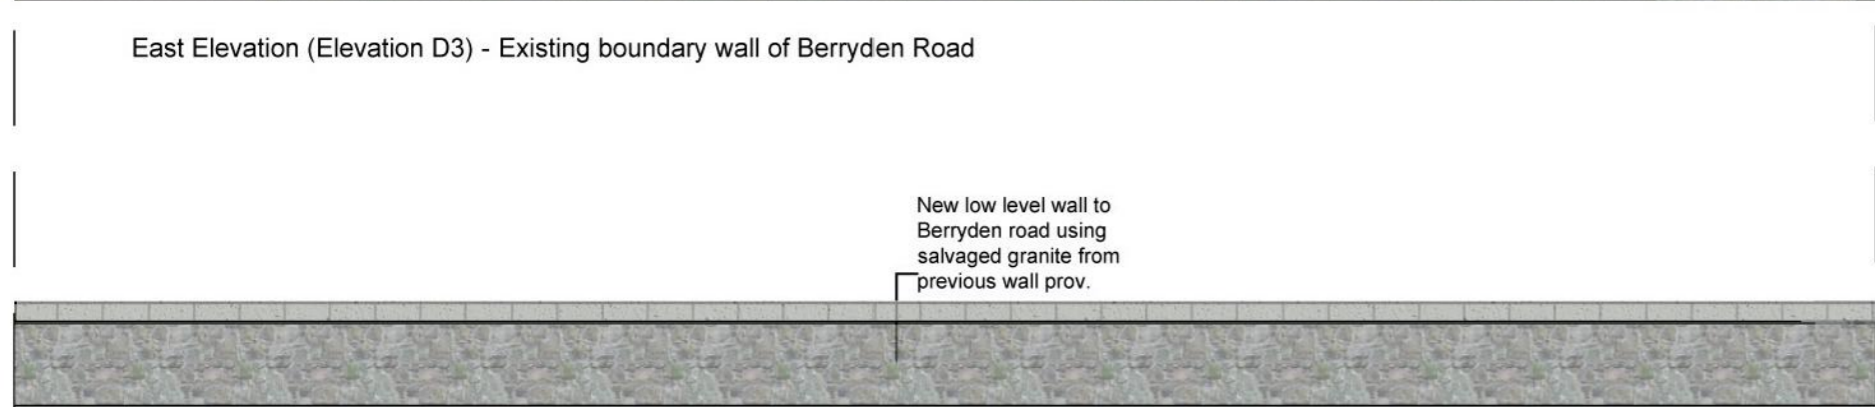 East Elevation (Elevation D3) - Existing boundary wall of Berryden Road
New low level wall to
Berryden road using
salvaged granite from
previous wall prov.